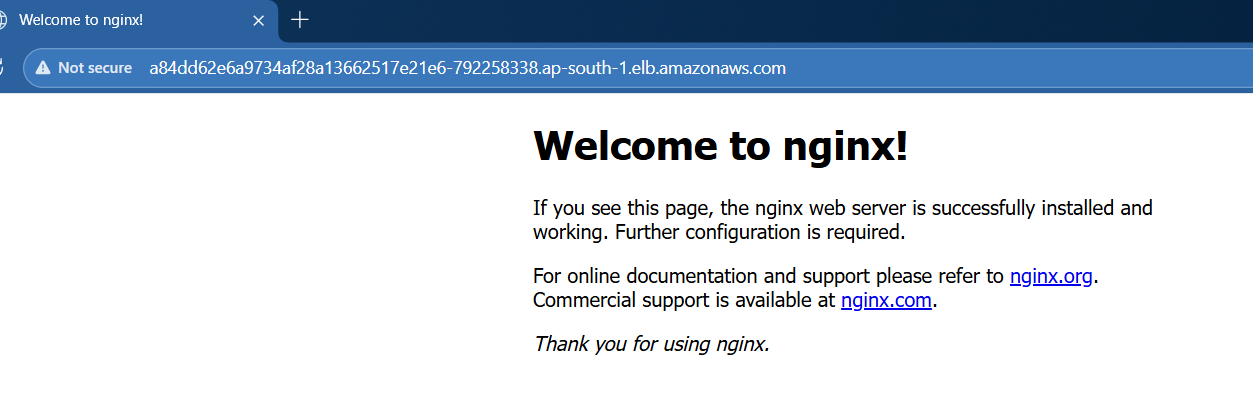 Welcome to nginx!
Not secure a84dd62e6a9734af28a13662517e21e6-792258338.ap-south-1.elb.amazonaws.com
Welcome to nginx!
If you see this page, the nginx web server is successfully installed and
working. Further configuration is required.
For online documentation and support please refer to nginx.org.
Commercial support is available at nginx.com.
Thank you for using nginx.